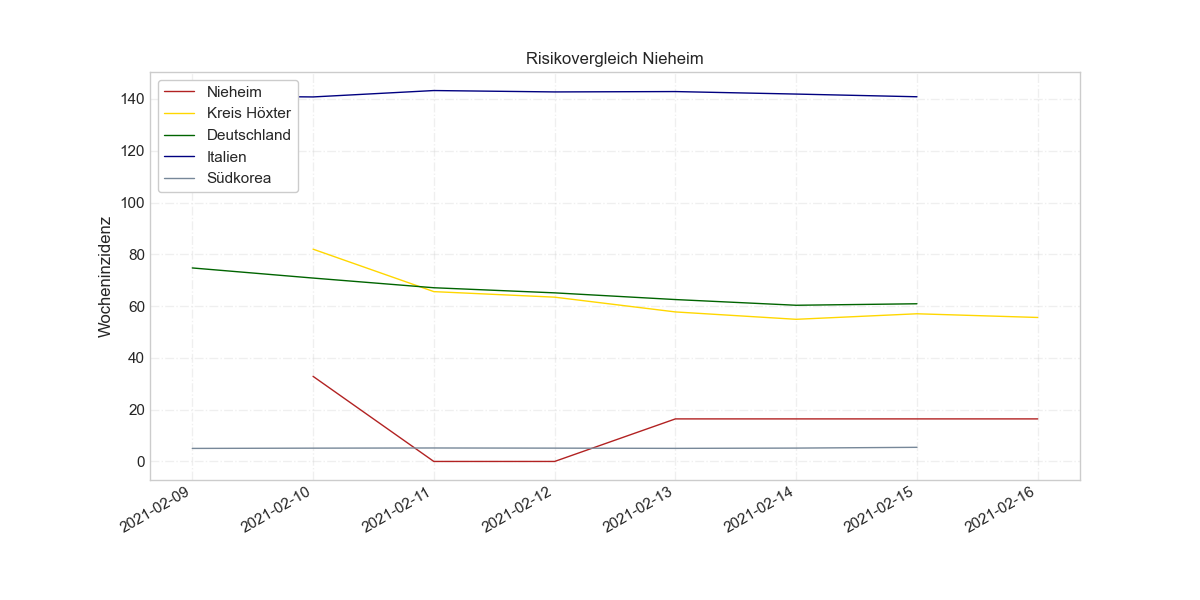 Risikovergleich Nieheim
Nieheim
Kreis Höxter
Deutschland
Italien
Südkorea
Wocheninzidenz
140
120
100
80
60
40
20
0
2021-02-09
2021-02-10
2021-02-11
2021-02-12
2021-02-13
2021-02-14
2021-02-15
2021-02-16